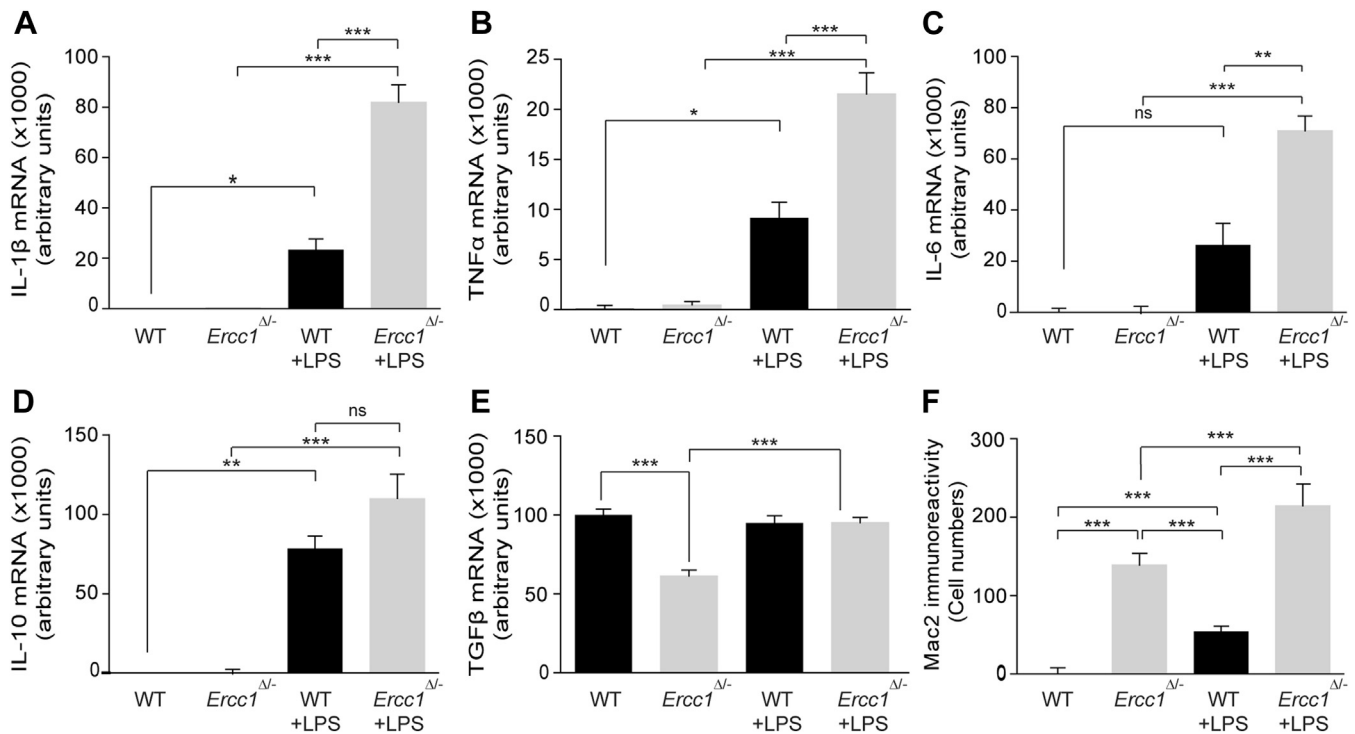 A
IL-1β mRNA (x1000)
(arbitrary units)
100
80
60
40
20
0
***
***
*
WT
Ercc1Δ/-
WT
+LPS
Ercc1Δ/-
+LPS
B
TNFα mRNA (x1000)
(arbitrary units)
25
20
15
10
5
0
***
***
*
WT
Ercc1Δ/-
WT
+LPS
Ercc1Δ/-
+LPS
C
IL-6 mRNA (x1000)
(arbitrary units)
100
80
60
40
20
0
**
***
ns
WT
Ercc1Δ/-
WT
+LPS
Ercc1Δ/-
+LPS
D
IL-10 mRNA (x1000)
(arbitrary units)
150
100
50
0
ns
***
**
WT
Ercc1Δ/-
WT
+LPS
Ercc1Δ/-
+LPS
E
TGFβ mRNA (x1000)
(arbitrary units)
150
100
50
0
***
***
WT
Ercc1Δ/-
WT
+LPS
Ercc1Δ/-
+LPS
F
Mac2 immunoreactivity
(Cell numbers)
300
200
100
0
***
***
***
***
***
WT
Ercc1Δ/-
WT
+LPS
Ercc1Δ/-
+LPS